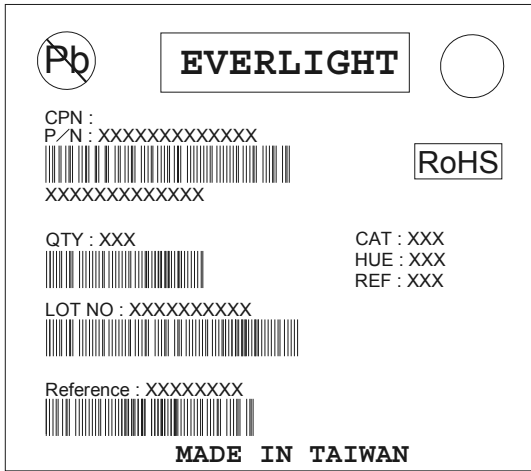 Pb
EVERLIGHT
CPN :
P/N : XXXXXXXXXXXXX
RoHS
XXXXXXXXXXXXX
QTY : XXX
CAT : XXX
HUE : XXX
REF : XXX
LOT NO : XXXXXXXXXX
Reference : XXXXXXXX
MADE IN TAIWAN